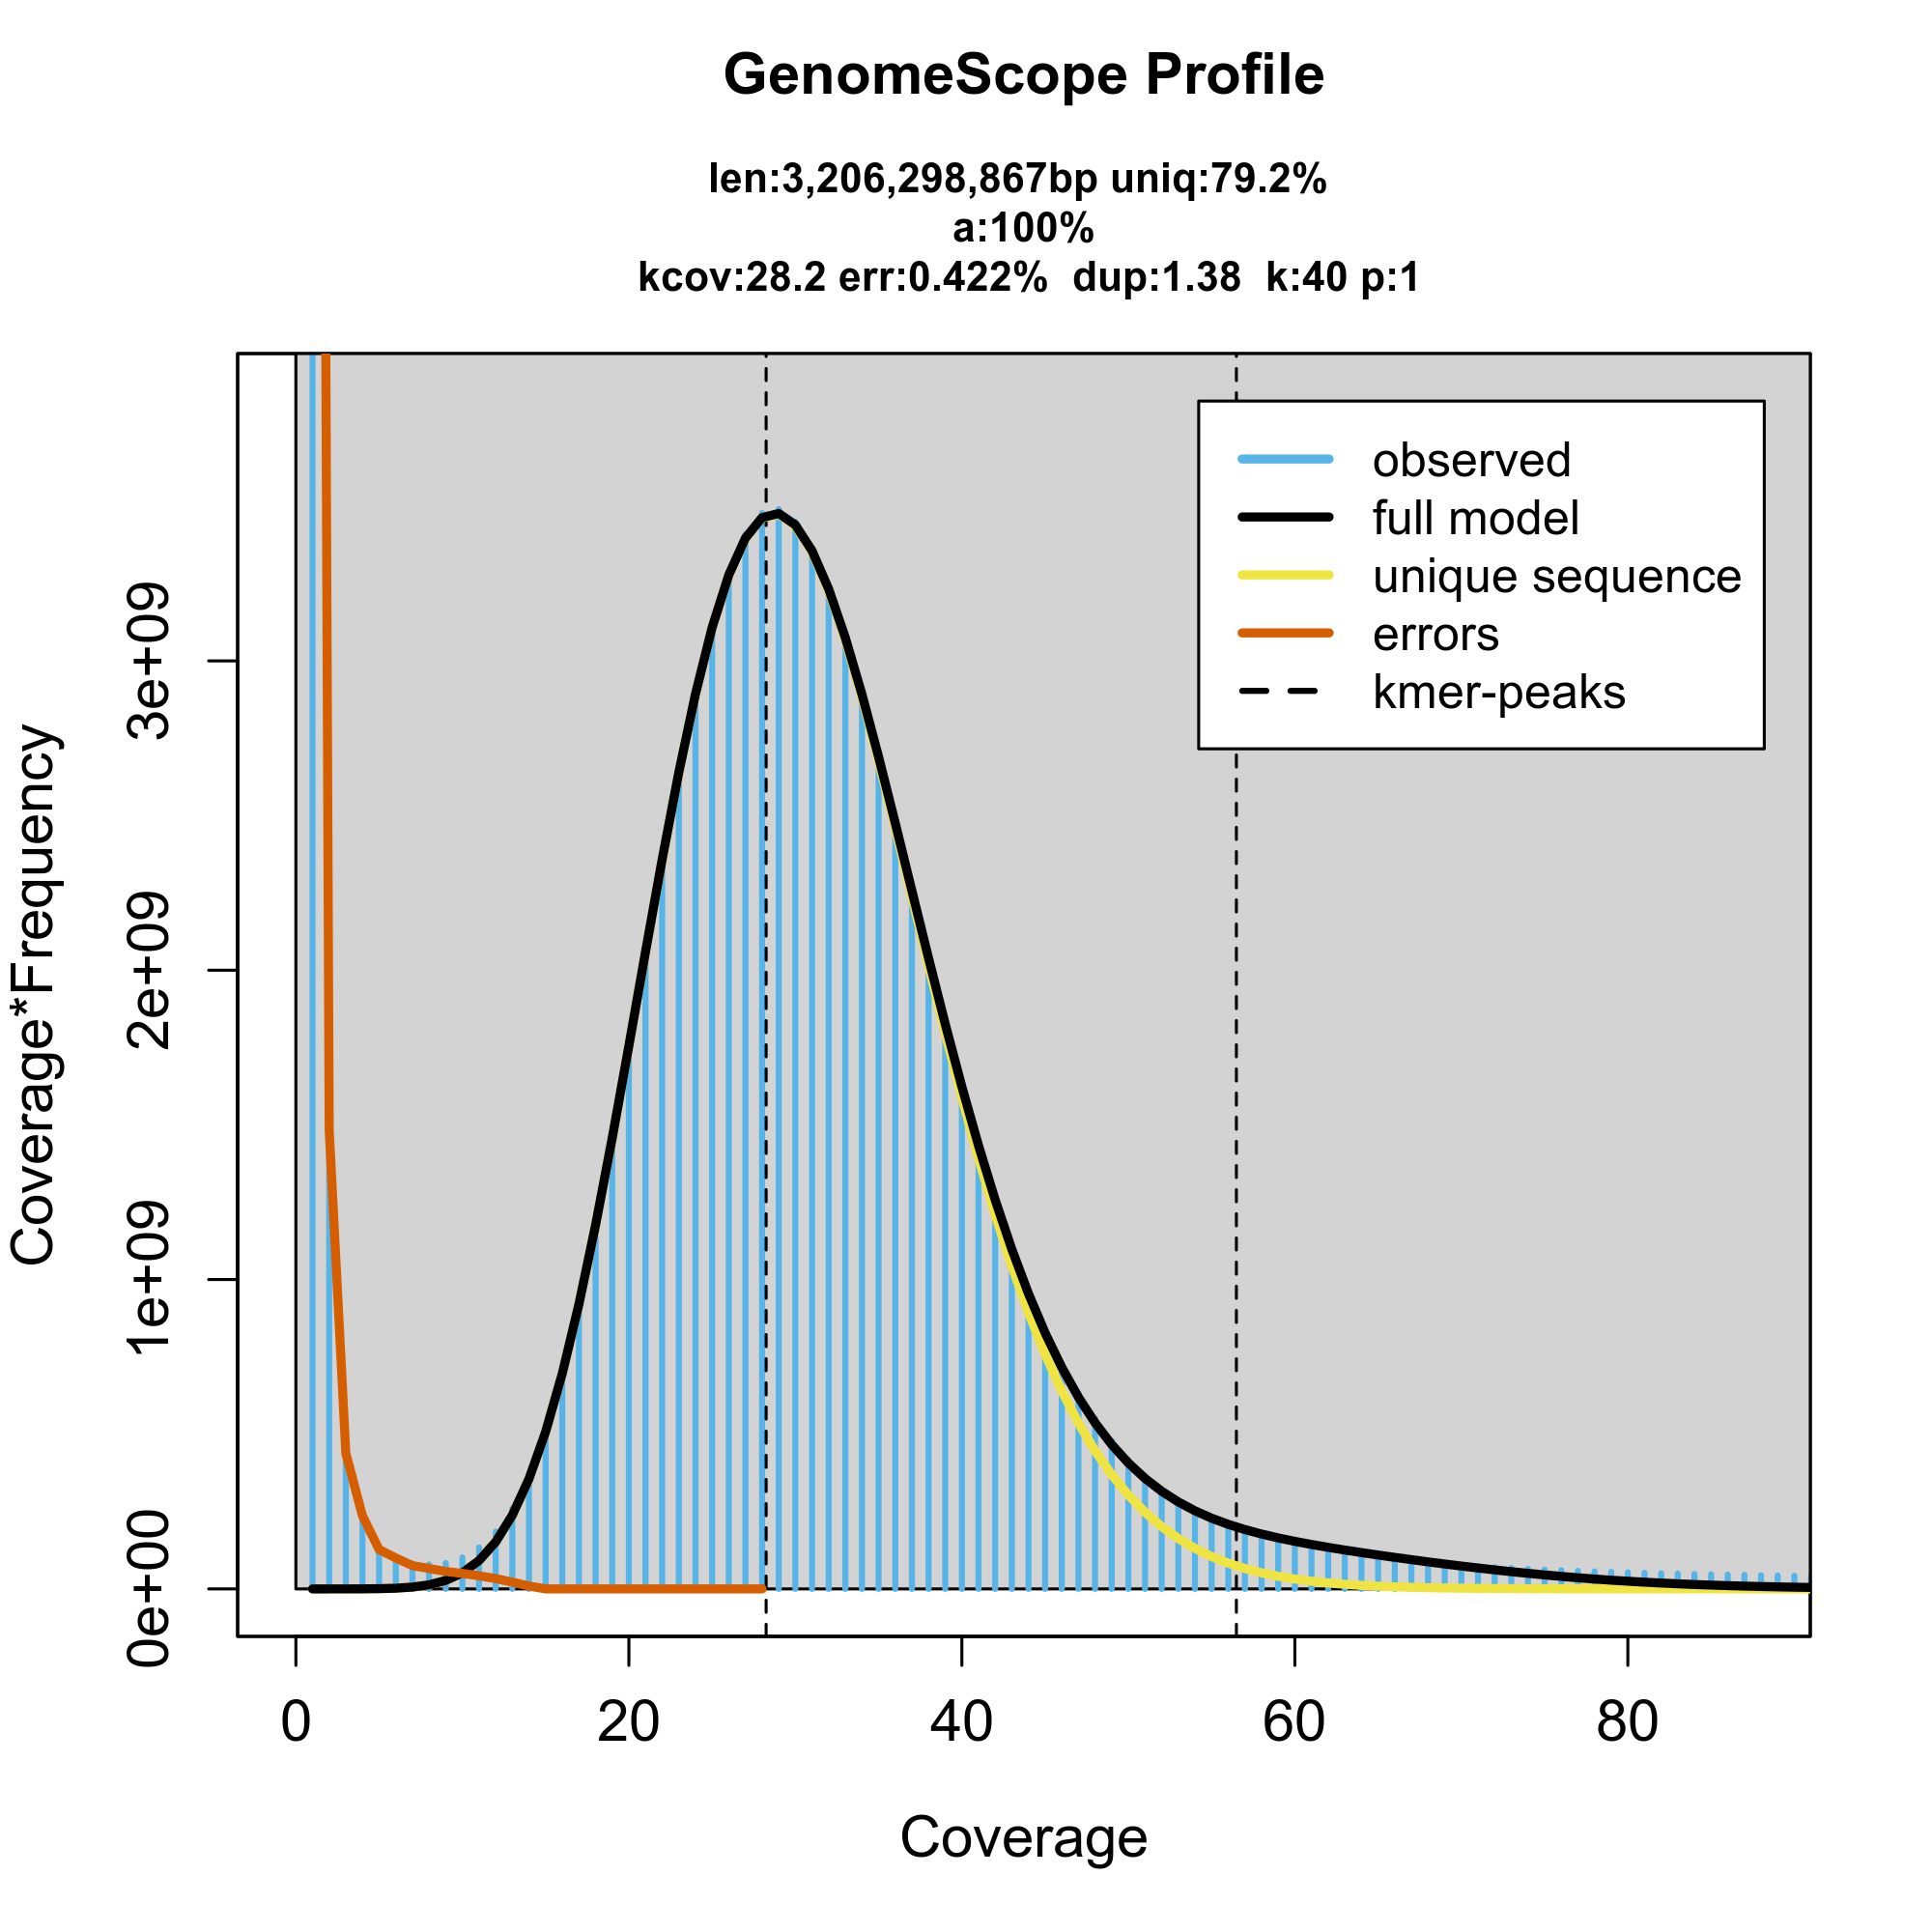 GenomeScope Profile
len:3,206,298,867bp uniq:79.2%
a:100%
kcov:28.2 err:0.422% dup:1.38 k:40 p:1
observed
full model
unique sequence
errors
kmer-peaks
Coverage*Frequency
3e+09
2e+09
1e+09
0e+00
0 20 40 60 80
Coverage